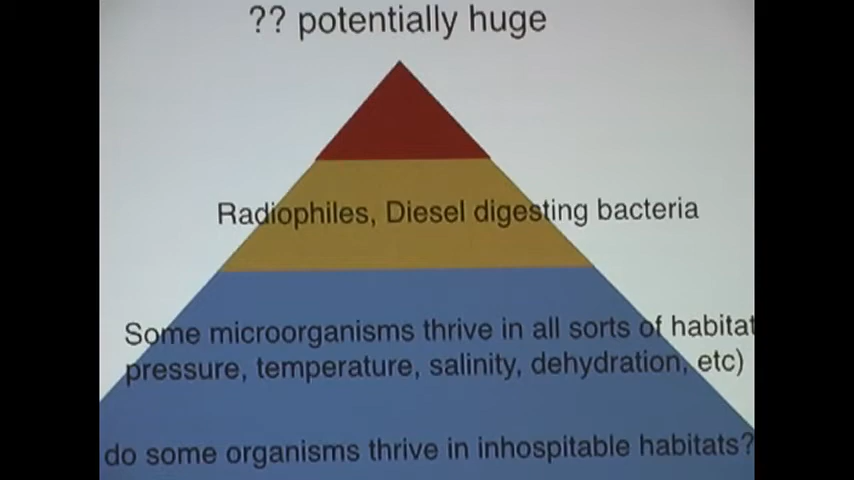 ?? potentially huge
Radiophiles, Diesel digesting bacteria
Some microorganisms thrive in all sorts of habitat
pressure, temperature, salinity, dehydration, etc)
do some organisms thrive in inhospitable habitats?